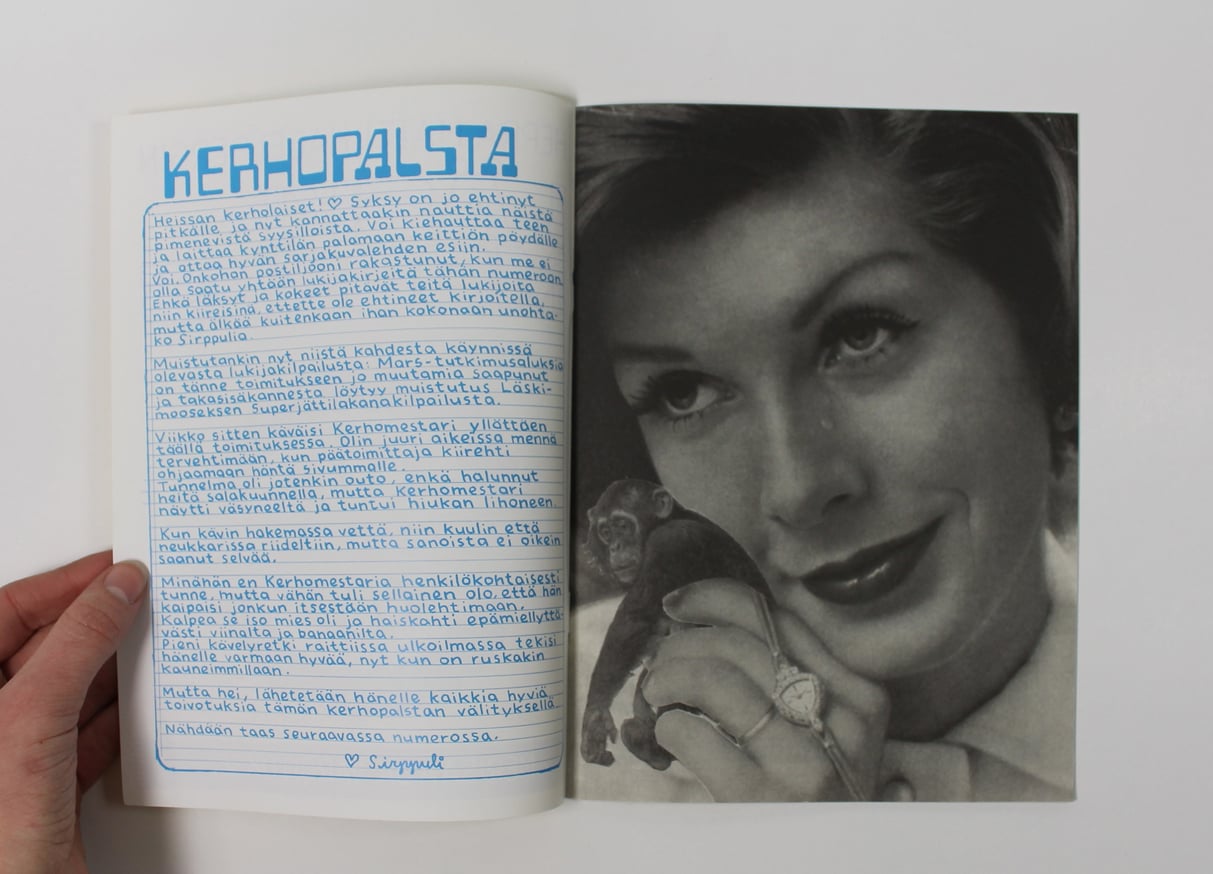 KERHOPALSTA
Heissan kerholaiset! ♡ Syksy on jo ehtinyt
pitkälle ja nyt kannattaakin nauttia näistä
pimenevistä syysilloista. Voi kiehauttaa teen
ja laittaa kynttilän palamaan keittiön pöydälle
ja ottaa hyvän sarjakuvalehden esiin.
Voi. Onkohan postiljooni rakastunut, kun me ei
olla saatu yhtään lukijakirjeitä tähän numeroon.
Ehkä läksyt ja kokeet pitävät teitä lukijoita
niin kiireisinä, ettette ole ehtineet kirjoitella,
mutta älkää kuitenkaan ihan kokonaan unohta-
ko Sirppulia.
Muistutankin nyt niistä kahdesta käynnissä
olevasta lukijakilpailusta: Mars-tutkimusaluksia
on tänne toimitukseen jo muutamia saapunut
ja takasisäkannesta löytyy muistutus Läski-
mooseksen Superjättiläkanakilpailusta.
Viikko sitten käväisi Kerhomestari yllättäen
täällä toimituksessa. Olin juuri aikeissa mennä
tervehtimään, kun päätoimittaja kiirehti
ohjaamaan häntä sivummalle.
Tunnelma oli jotenkin outo, enkä halunnut
heitä salakuunnella, mutta Kerhomestari
näytti väsyneeltä ja tuntui hiukan lihoneen.
Kun kävin hakemassa vettä, niin kuulin että
neukkarissa riideltiin, mutta sanoista ei oikein
saanut selvää.
Minähän en Kerhomestaria henkilökohtaisesti
tunne, mutta vähän tuli sellainen olo, että hän
kaipaisi jonkun itsestään huolehtimaan.
Kalpea se iso mies oli ja haiskahti epämiellyttä-
västi viinalta ja banaanilta.
Pieni kävelyretki raittiissa ulkoilmassa tekisi
hänelle varmaan hyvää, nyt kun on ruskakin
kauneimmillaan.
Mutta hei, lähetetään hänelle kaikkia hyviä
toivotuksia tämän kerhopalstan välityksellä.
Nähdään taas seuraavassa numerossa.
♡ Sirppuli